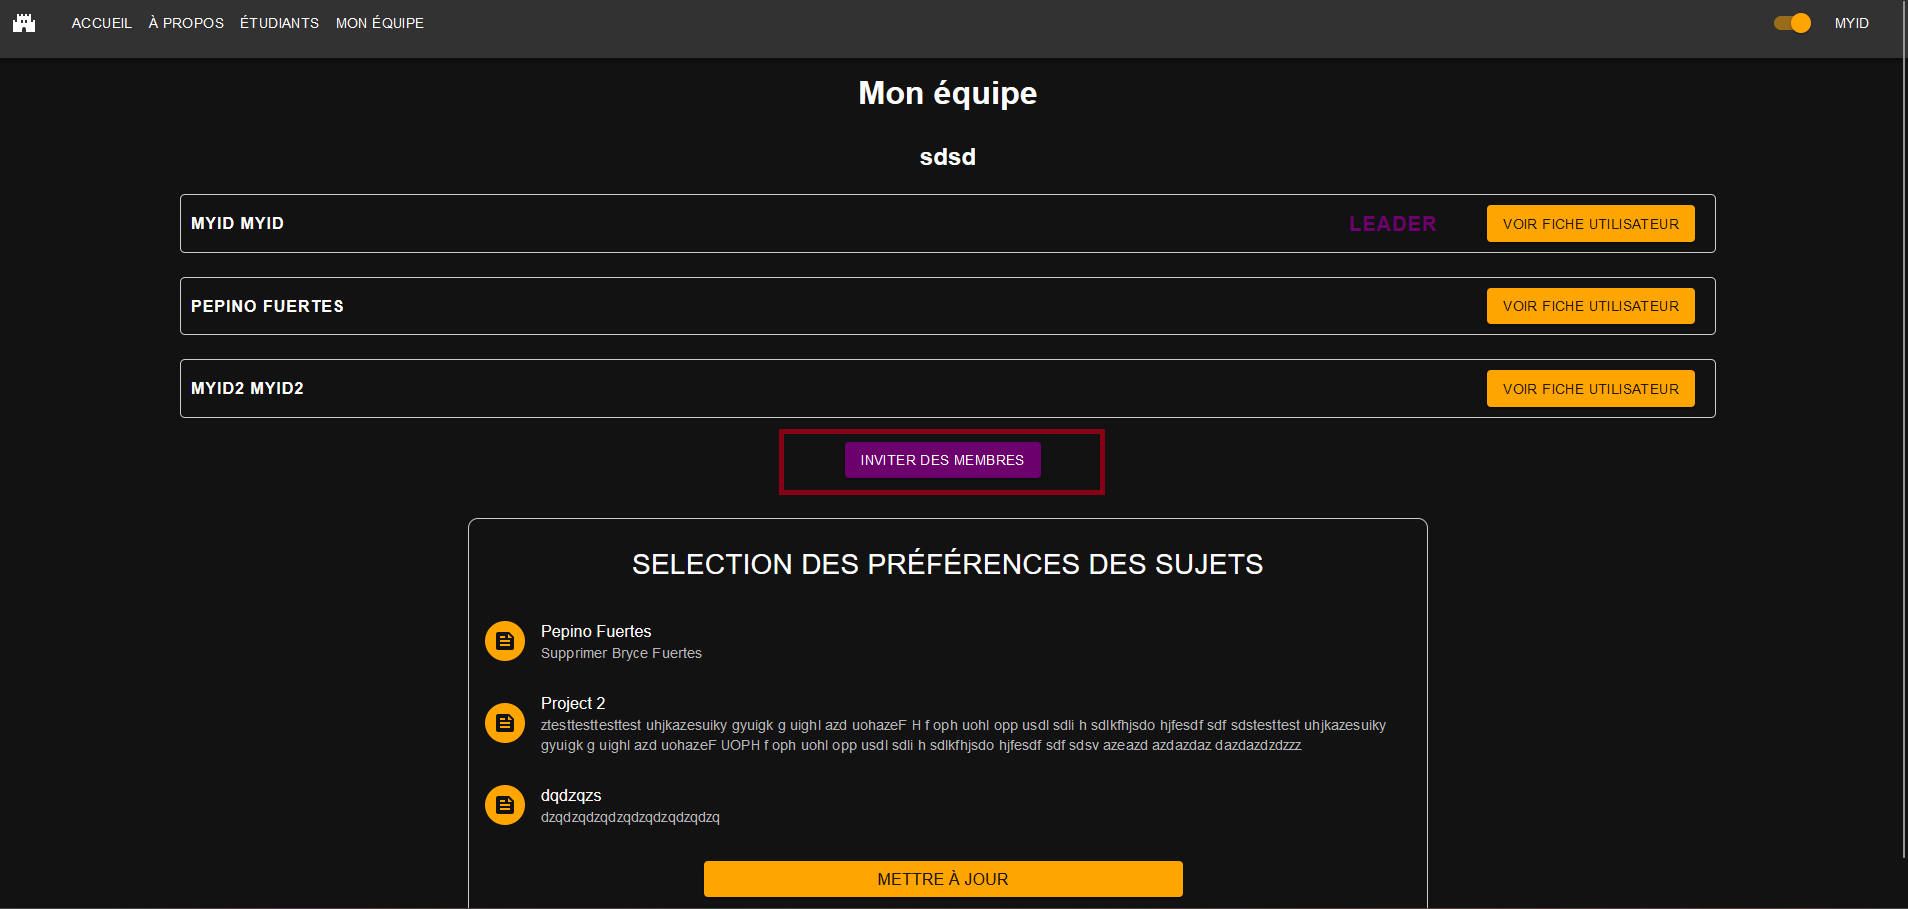 ACCUEIL À PROPOS ÉTUDIANTS MON ÉQUIPE MYID
Mon équipe
sdsd
MYID MYID LEADER VOIR FICHE UTILISATEUR
PEPINO FUERTES VOIR FICHE UTILISATEUR
MYID2 MYID2 VOIR FICHE UTILISATEUR
INVITER DES MEMBRES
SELECTION DES PRÉFÉRENCES DES SUJETS
Pepino Fuertes
Supprimer Bryce Fuertes
Project 2
ztesttesttesttest uhjkazesuiky gyuigk g uighl azd uohazeF H f oph uohl opp usdl sdli h sdlkfhjsdo hjfesdf sdf sdstesttest uhjkazesuiky
gyuigk g uighl azd uohazeF UOPH f oph uohl opp usdl sdli h sdlkfhjsdo hjfesdf sdf sdsv azeazd azdazdaz dazdazdzdzzz
dqdzqzs
dzqdzqdzqdzqdzqdzqdzqdzq
METTRE À JOUR